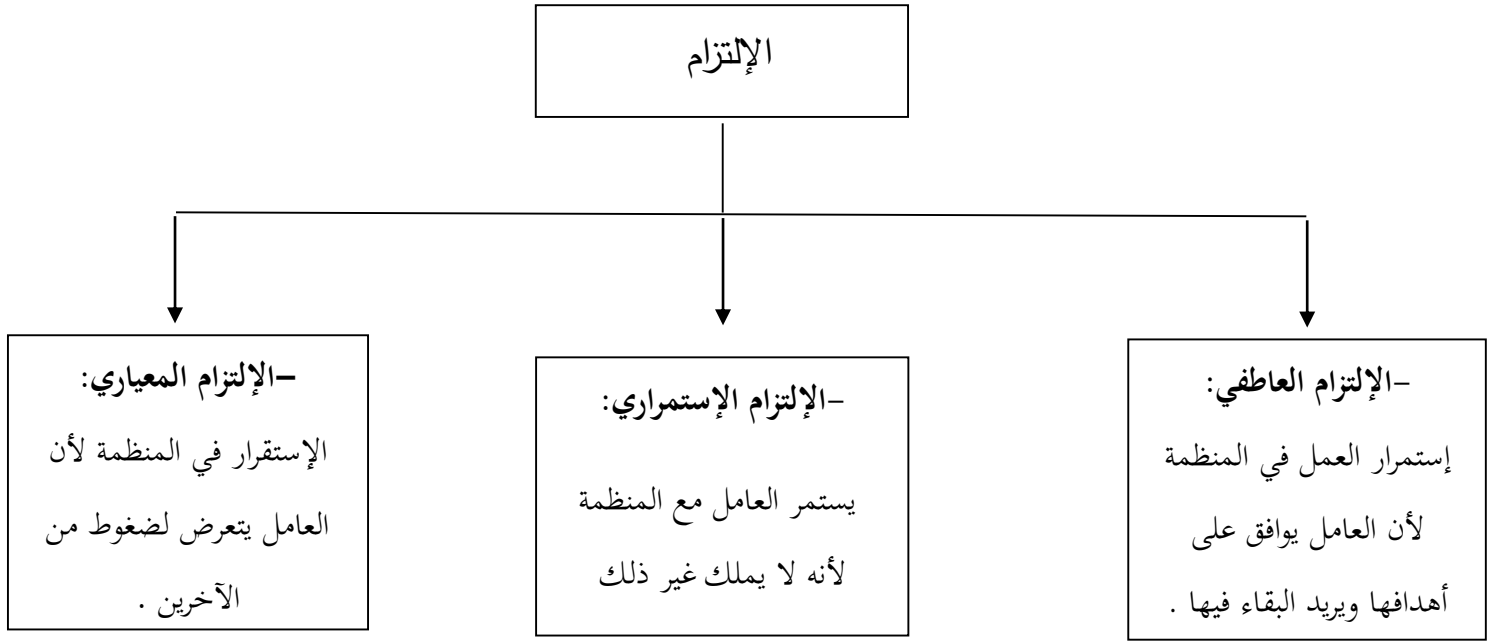 الإلتزام
-الإلتزام العاطفي:
إستمرار العمل في المنظمة
لأن العامل يوافق على
أهدافها ويريد البقاء فيها .
-الإلتزام الإستمراري:
يستمر العامل مع المنظمة
لأنه لا يملك غير ذلك
–الإلتزام المعياري:
الإستقرار في المنظمة لأن
العامل يتعرض لضغوط من
الآخرين .